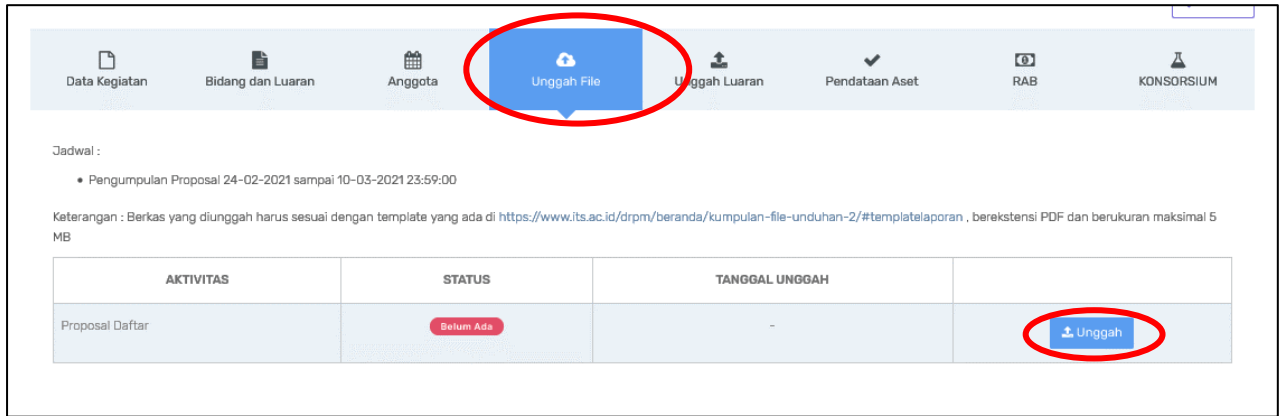 Data Kegiatan
Bidang dan Luaran
Anggota
Unggah File
Unggah Luaran
Pendataan Aset
RAB
KONSORSIUM
Jadwal :
• Pengumpulan Proposal 24-02-2021 sampai 10-03-2021 23:59:00
Keterangan : Berkas yang diunggah harus sesuai dengan template yang ada di https://www.its.ac.id/drpm/beranda/kumpulan-file-unduhan-2/#templatelaporan , berekstensi PDF dan berukuran maksimal 5
MB
AKTIVITAS
STATUS
TANGGAL UNGGAH
Proposal Daftar
Belum Ada
-
Unggah